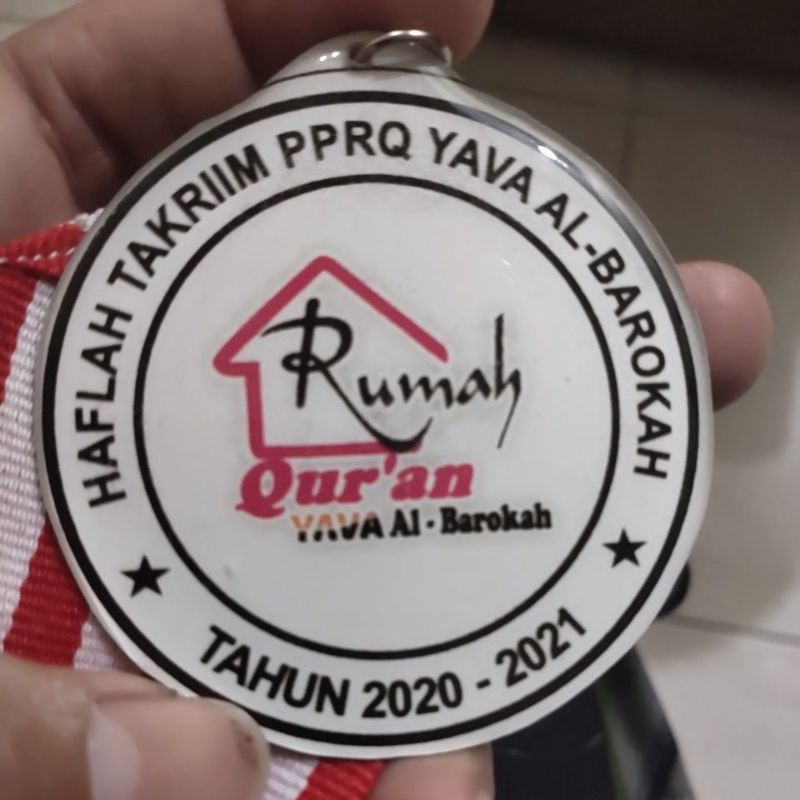 HAFLAH TAKRIIM PPRQ YAVA AL-BAROKAH
Rumah
Qur'an
YAVA Al-Barokah
TAHUN 2020 - 2021